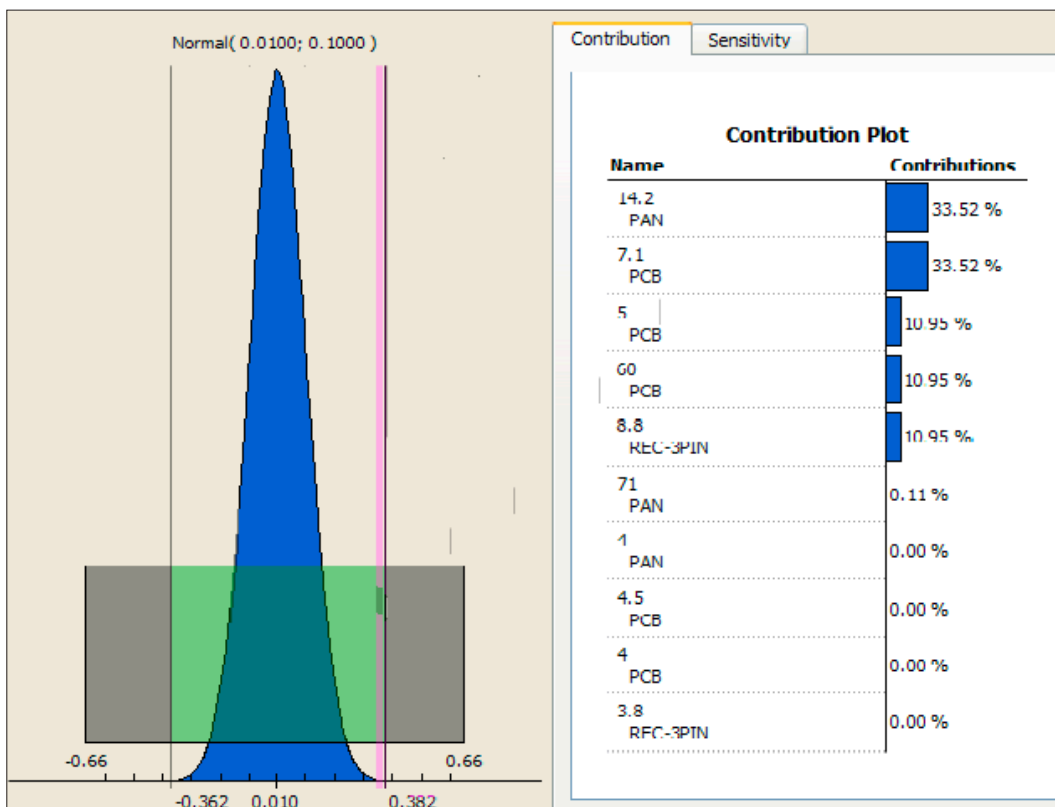 Normal( 0.0100; 0.1000 )
-0.66
0.66
-0.362 0.010 0.382
Contribution Sensitivity
Contribution Plot
Name Contributions
14.2
PAN
33.52 %
7.1
PCB
33.52 %
5
PCB
10.95 %
60
PCB
10.95 %
8.8
REC-3PIN
10.95 %
71
PAN
0.11 %
4
PAN
0.00 %
4.5
PCB
0.00 %
4
PCB
0.00 %
3.8
REC-3PIN
0.00 %